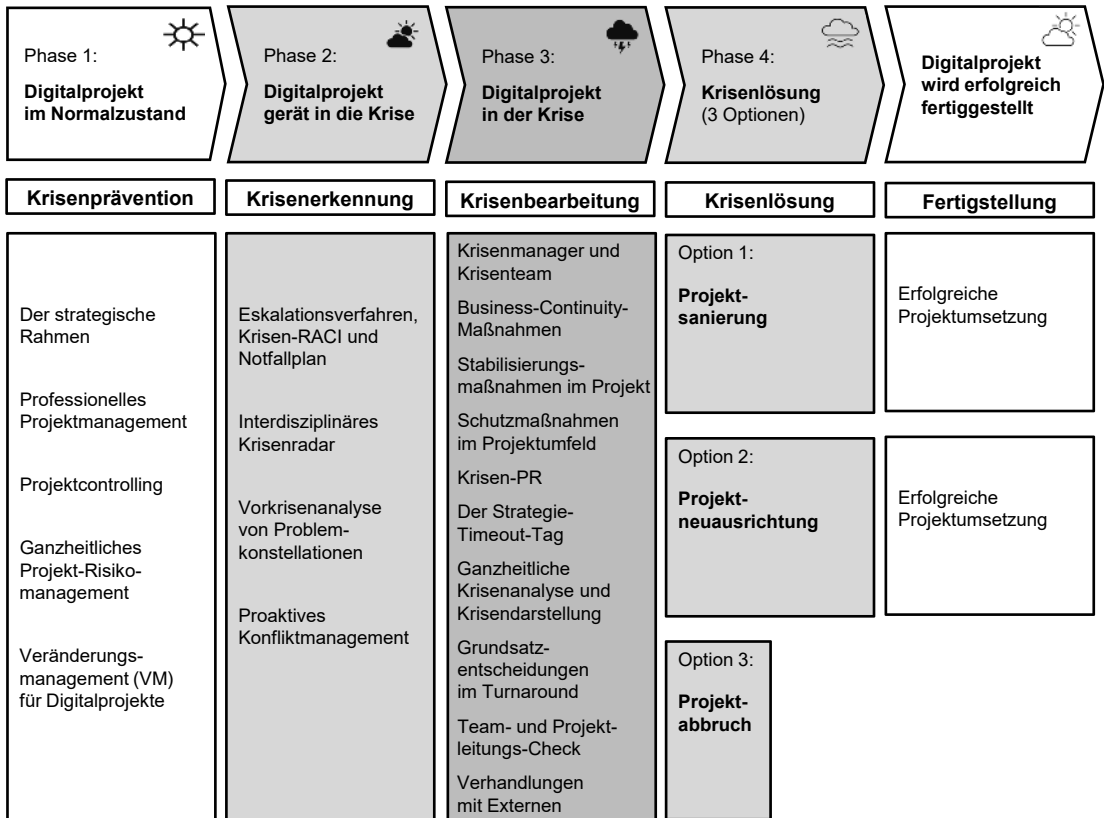 Phase 1:
Digitalprojekt
im Normalzustand
Phase 2:
Digitalprojekt
gerät in die Krise
Phase 3:
Digitalprojekt
in der Krise
Phase 4:
Krisenlösung
(3 Optionen)
Digitalprojekt
wird erfolgreich
fertiggestellt
Krisenprävention
Krisenerkennung
Krisenbearbeitung
Krisenlösung
Fertigstellung
Der strategische
Rahmen
Professionelles
Projektmanagement
Projektcontrolling
Ganzheitliches
Projekt-Risiko-
management
Veränderungs-
management (VM)
für Digitalprojekte
Eskalationsverfahren,
Krisen-RACI und
Notfallplan
Interdisziplinäres
Krisenradar
Vorkrisenanalyse
von Problem-
konstellationen
Proaktives
Konfliktmanagement
Krisenmanager und
Krisenteam
Business-Continuity-
Maßnahmen
Stabilisierungs-
maßnahmen im Projekt
Schutzmaßnahmen
im Projektumfeld
Krisen-PR
Der Strategie-
Timeout-Tag
Ganzheitliche
Krisenanalyse und
Krisendarstellung
Grundsatz-
entscheidungen
im Turnaround
Team- und Projekt-
leitungs-Check
Verhandlungen
mit Externen
Option 1:
Projekt-
sanierung
Erfolgreiche
Projektumsetzung
Option 2:
Projekt-
neuausrichtung
Erfolgreiche
Projektumsetzung
Option 3:
Projekt-
abbruch